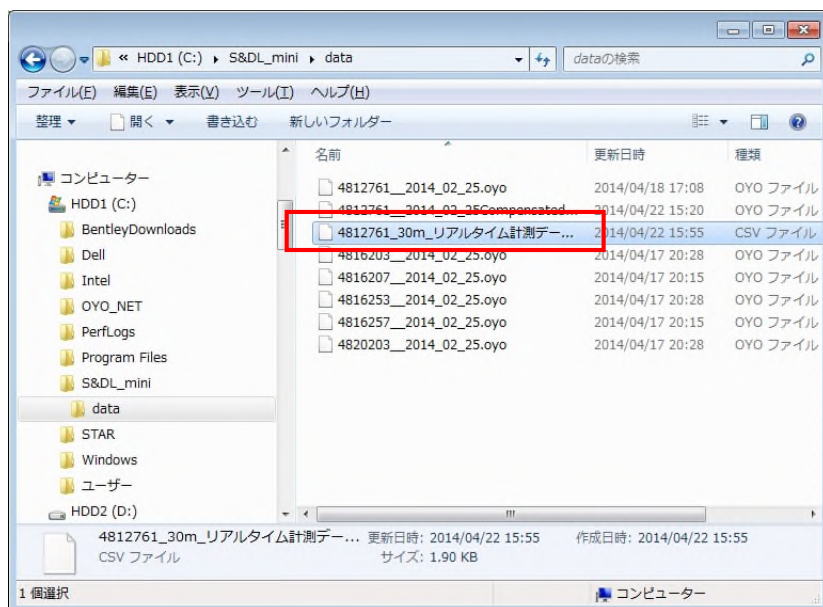 « HDD1 (C:) ▸ S&DL_mini ▸ data
dataの検索
ファイル(F) 編集(E) 表示(V) ツール(T) ヘルプ(H)
整理 開く 書き込む 新しいフォルダー
名前 更新日時 種類
コンピューター
HDD1 (C:)
BentleyDownloads
Dell
Intel
OYO_NET
PerfLogs
Program Files
S&DL_mini
data
STAR
Windows
ユーザー
HDD2 (D:)
4812761__2014_02_25.oyo 2014/04/18 17:08 OYO ファイル
4812761__2014_02_25Compensated... 2014/04/22 15:20 OYO ファイル
4812761_30m_リアルタイム計測デー... 2014/04/22 15:55 CSV ファイル
4816203__2014_02_25.oyo 2014/04/17 20:28 OYO ファイル
4816207__2014_02_25.oyo 2014/04/17 20:15 OYO ファイル
4816253__2014_02_25.oyo 2014/04/17 20:28 OYO ファイル
4816257__2014_02_25.oyo 2014/04/17 20:15 OYO ファイル
4820203__2014_02_25.oyo 2014/04/17 20:28 OYO ファイル
4812761_30m_リアルタイム計測デー... 更新日時: 2014/04/22 15:55 作成日時: 2014/04/22 15:55
CSV ファイル サイズ: 1.90 KB
1 個選択 コンピューター